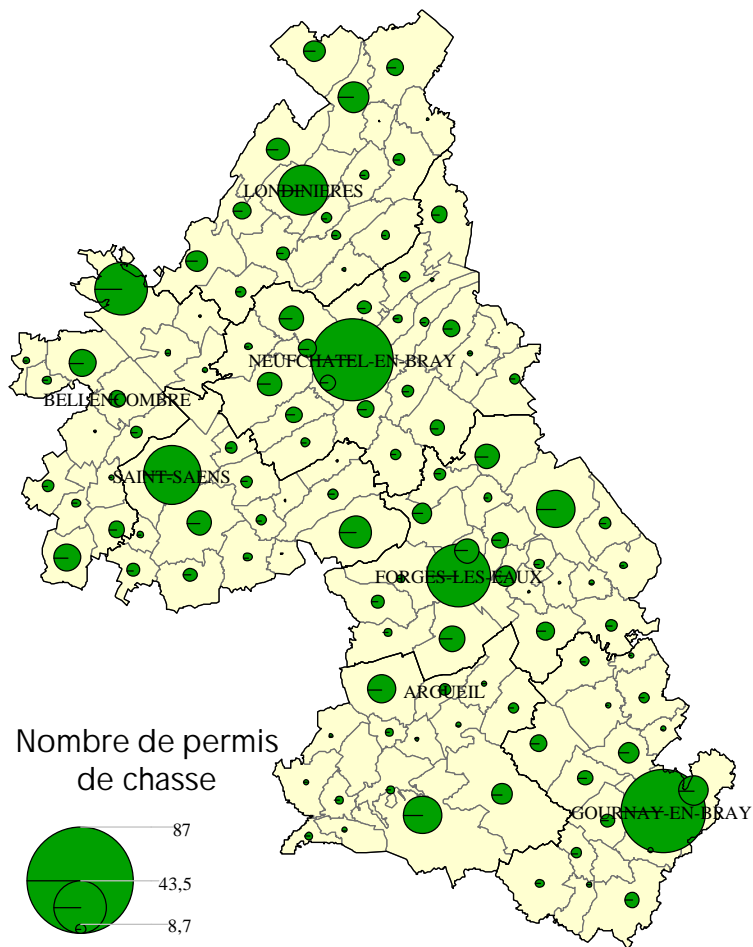 LONDINIERES
NEUFCHATEL-EN-BRAY
BELLENCOMBRE
SAINT-SAENS
FORGES-LES-EAUX
ARGUEIL
GOURNAY-EN-BRAY
Nombre de permis
de chasse
87
43,5
8,7